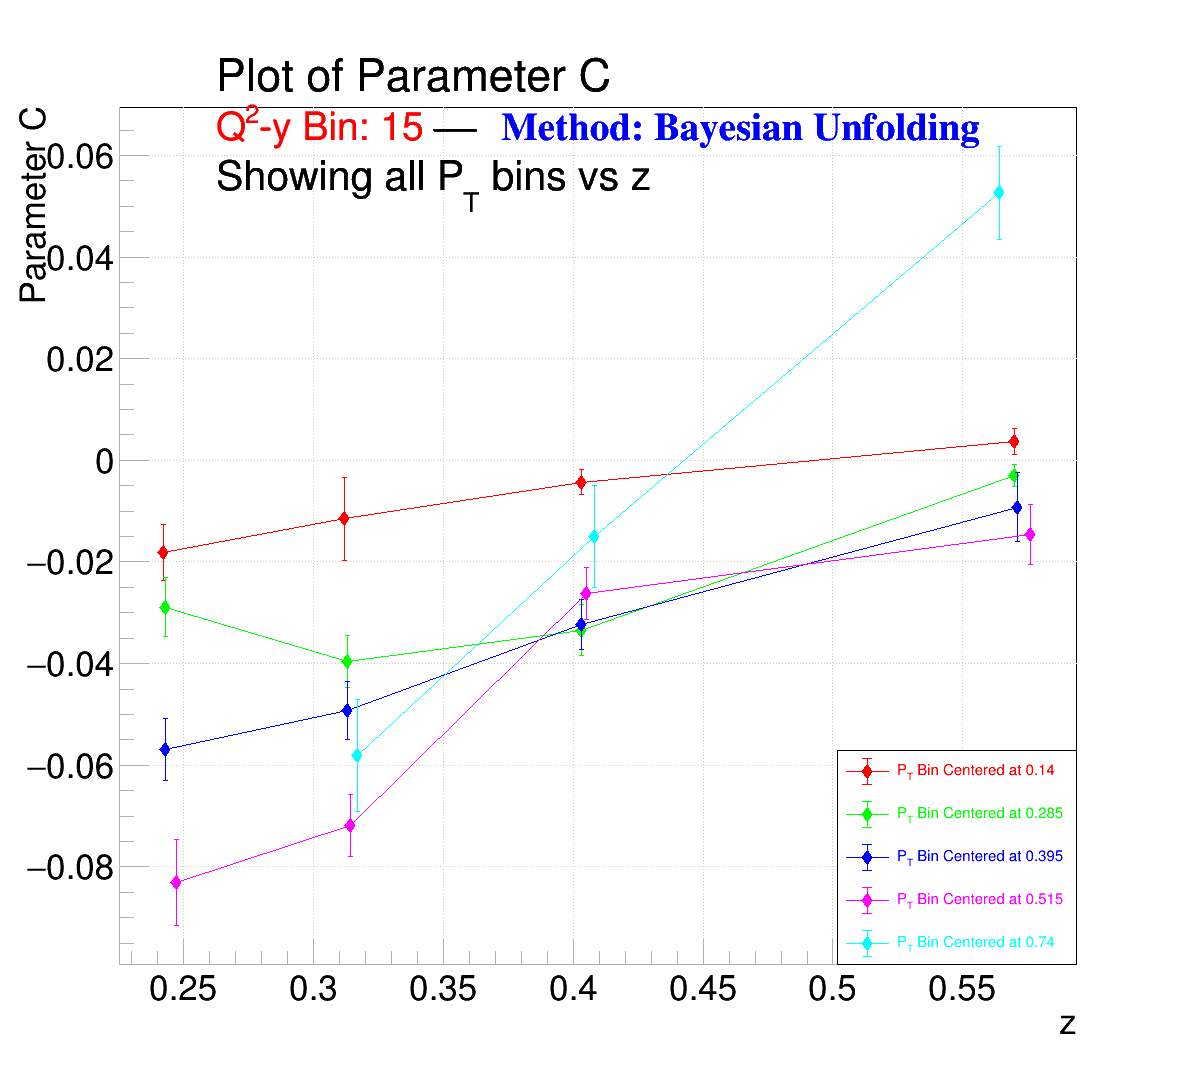 Plot of Parameter C
Q²-y Bin: 15 — Method: Bayesian Unfolding
Showing all P_T bins vs z
Parameter C
0.06
0.04
0.02
0
−0.02
−0.04
−0.06
−0.08
P_T Bin Centered at 0.14
P_T Bin Centered at 0.285
P_T Bin Centered at 0.395
P_T Bin Centered at 0.515
P_T Bin Centered at 0.74
0.25 0.3 0.35 0.4 0.45 0.5 0.55
z